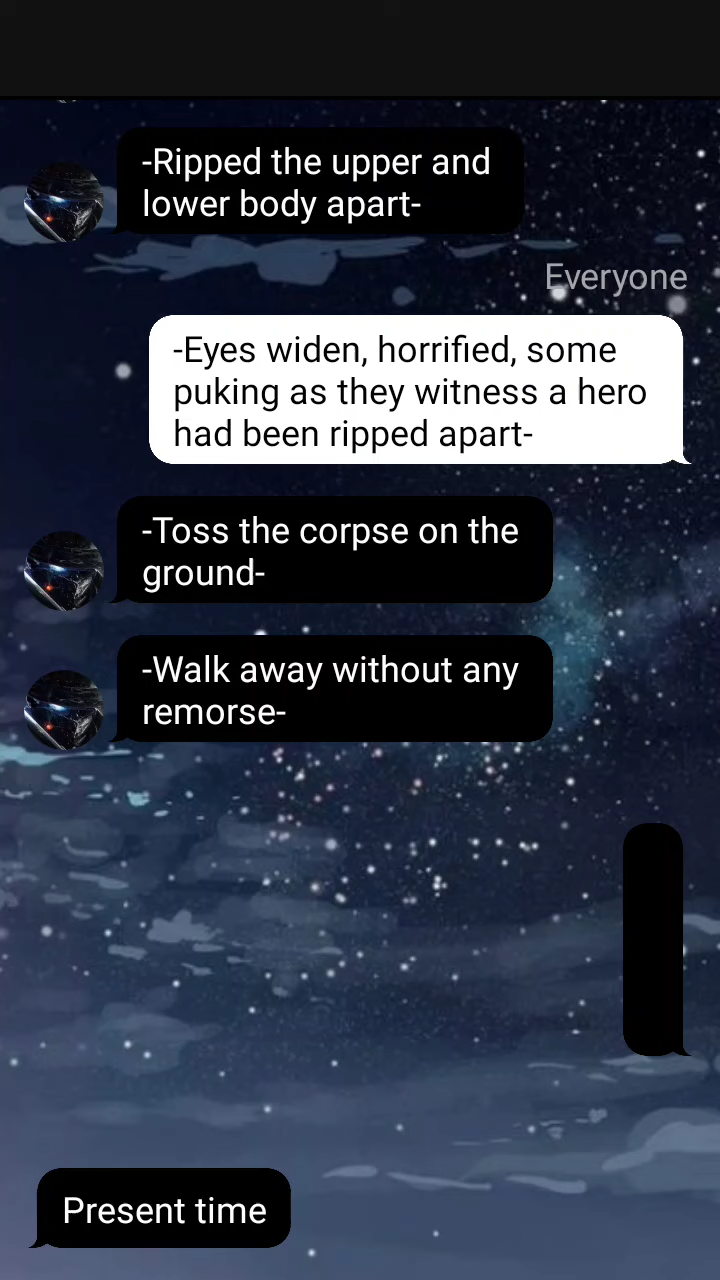 -Ripped the upper and
lower body apart-
Everyone
-Eyes widen, horrified, some
puking as they witness a hero
had been ripped apart-
-Toss the corpse on the
ground-
-Walk away without any
remorse-
Present time